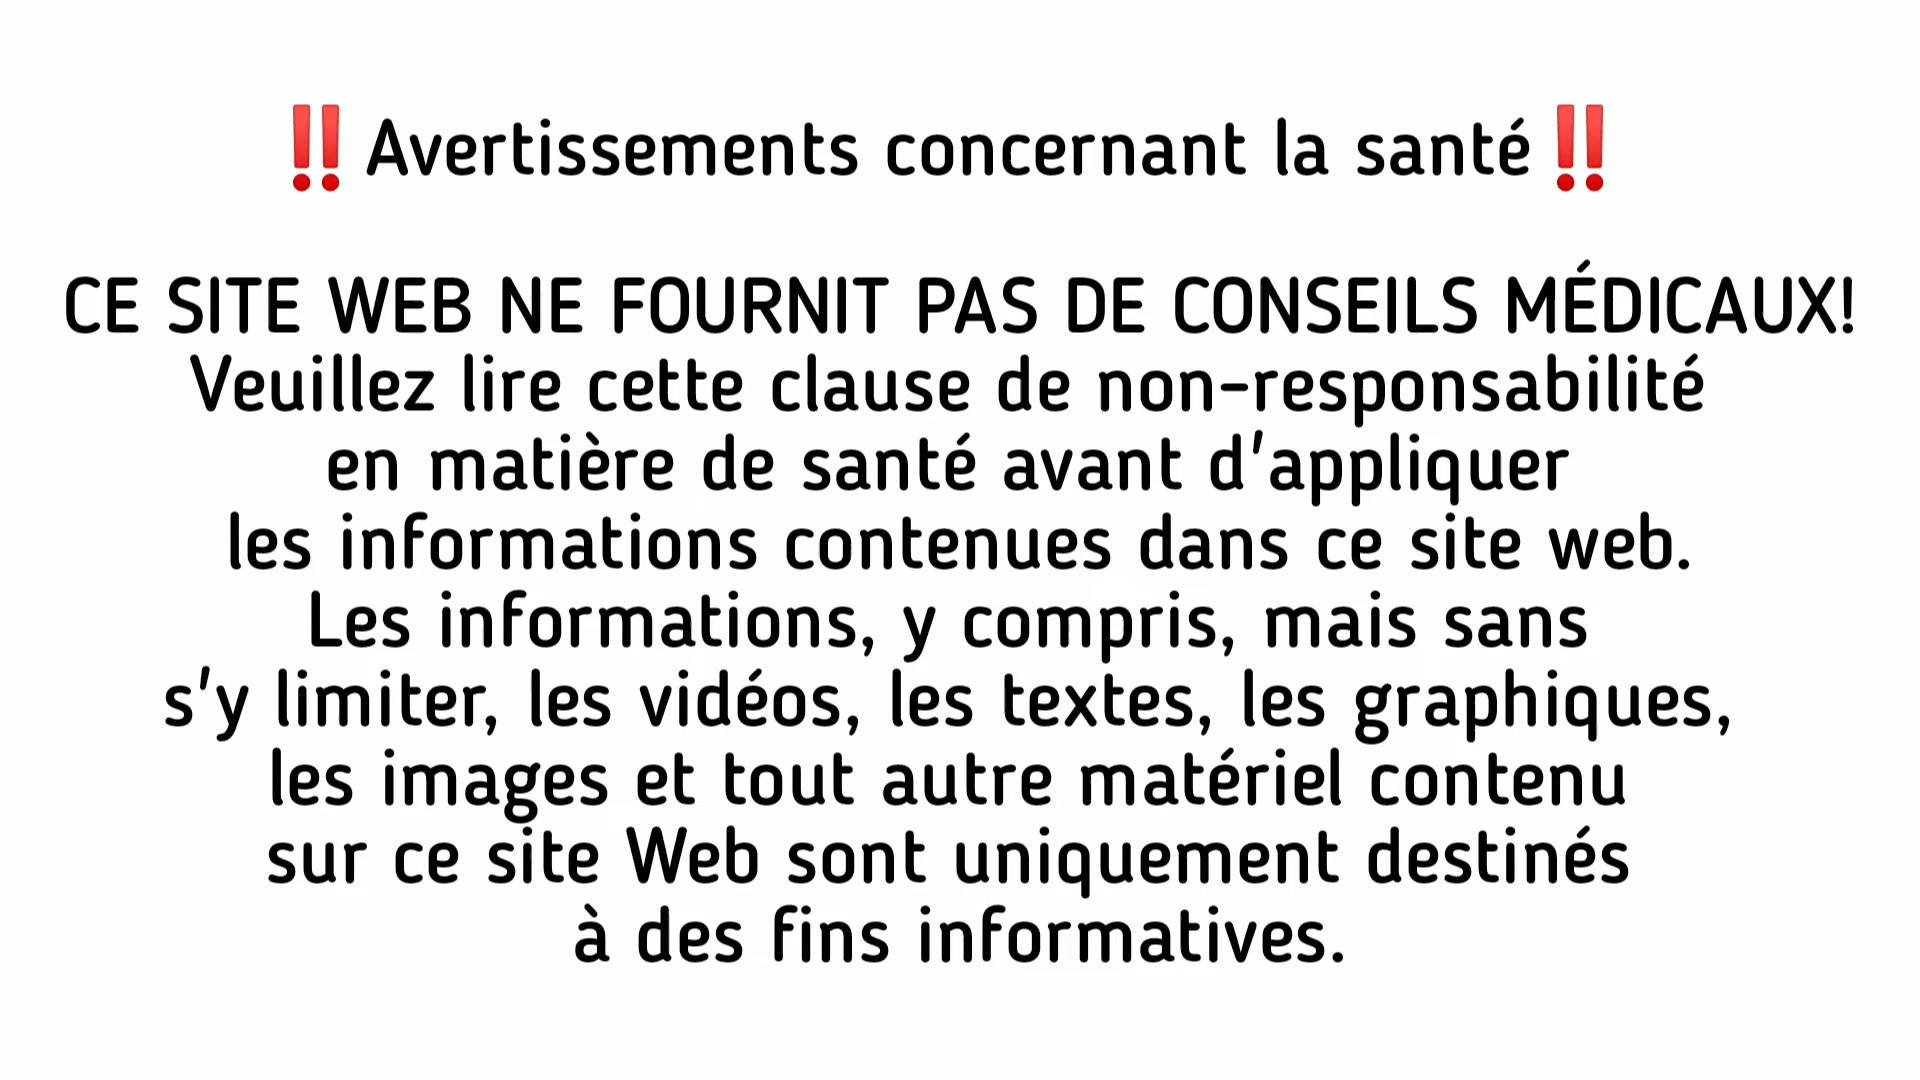 ‼️Avertissements concernant la santé‼️
CE SITE WEB NE FOURNIT PAS DE CONSEILS MÉDICAUX!
Veuillez lire cette clause de non-responsabilité
en matière de santé avant d'appliquer
les informations contenues dans ce site web.
Les informations, y compris, mais sans
s'y limiter, les vidéos, les textes, les graphiques,
les images et tout autre matériel contenu
sur ce site Web sont uniquement destinés
à des fins informatives.